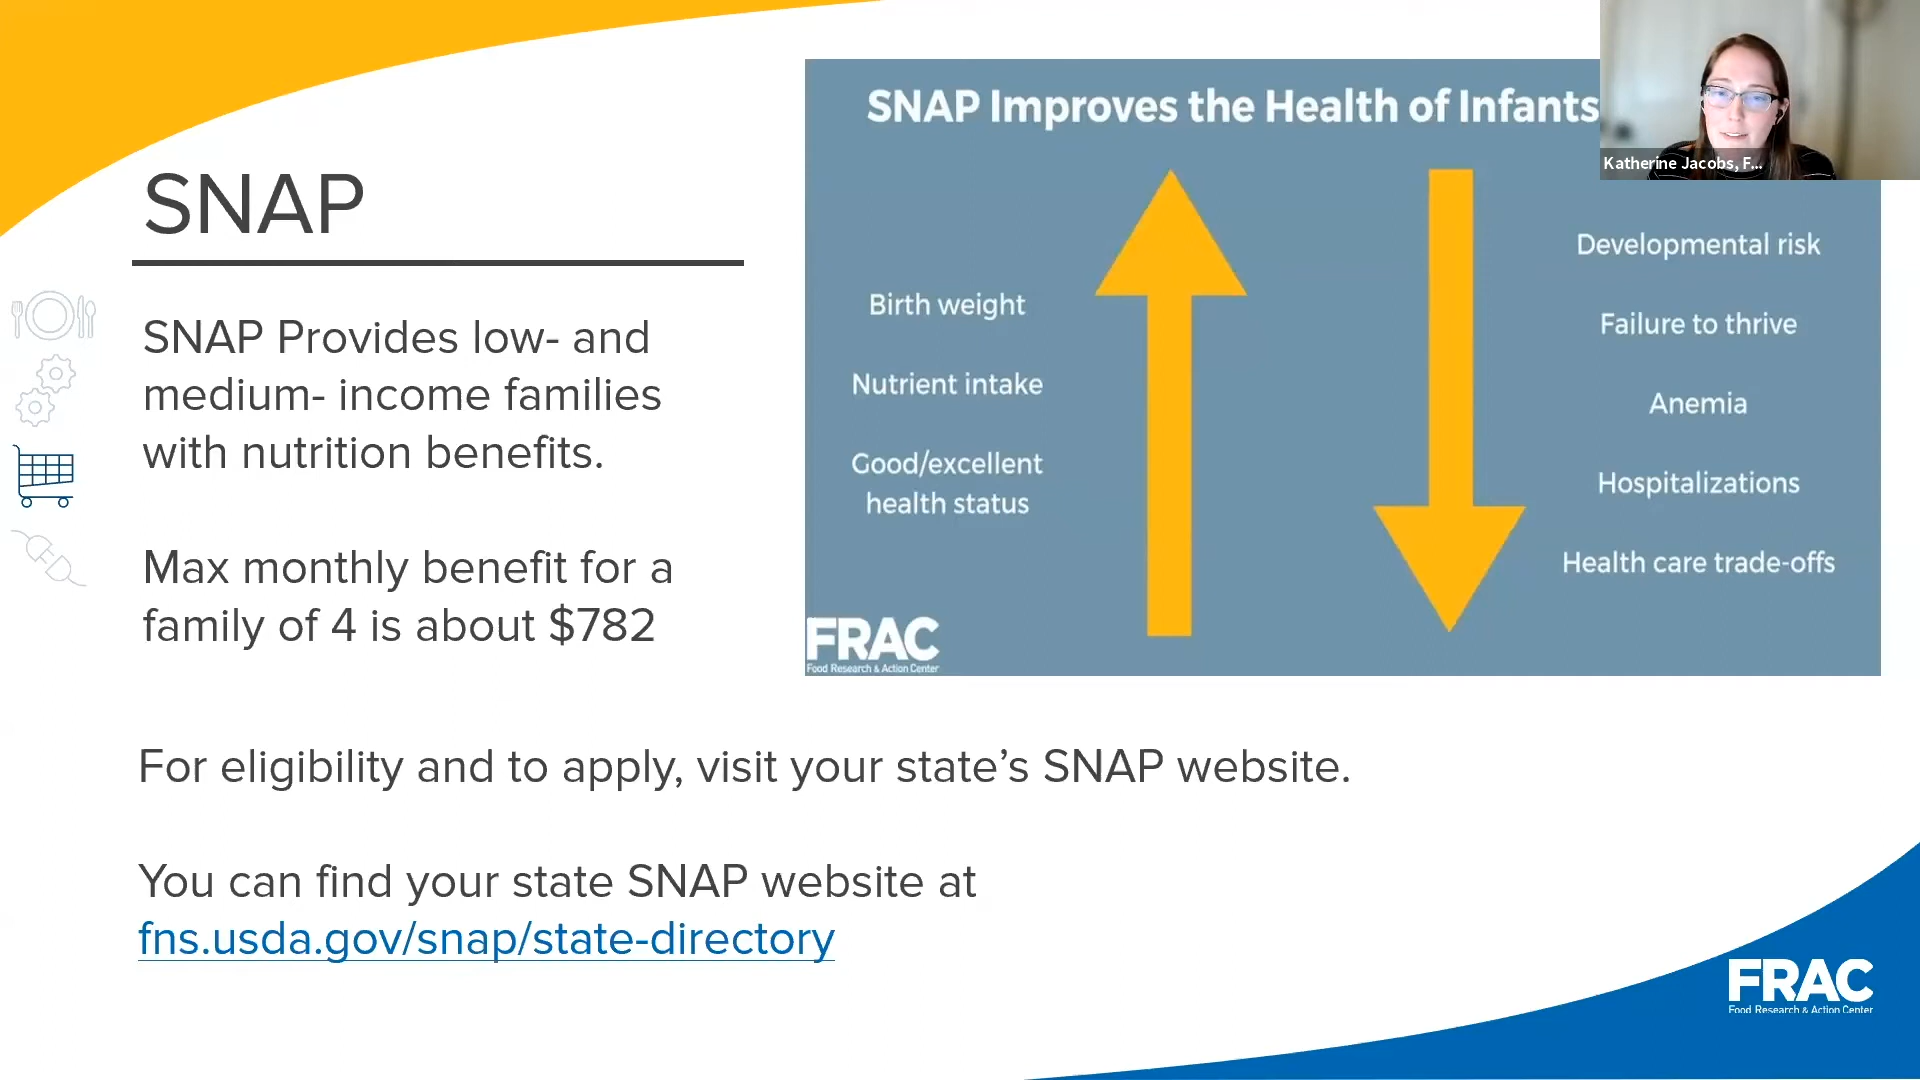 SNAP
SNAP Provides low- and
medium- income families
with nutrition benefits.
Max monthly benefit for a
family of 4 is about $782
SNAP Improves the Health of Infants
Birth weight
Nutrient intake
Good/excellent
health status
Developmental risk
Failure to thrive
Anemia
Hospitalizations
Health care trade-offs
FRAC
Food Research & Action Center
Katherine Jacobs, F...
For eligibility and to apply, visit your state’s SNAP website.
You can find your state SNAP website at
fns.usda.gov/snap/state-directory
FRAC
Food Research & Action Center